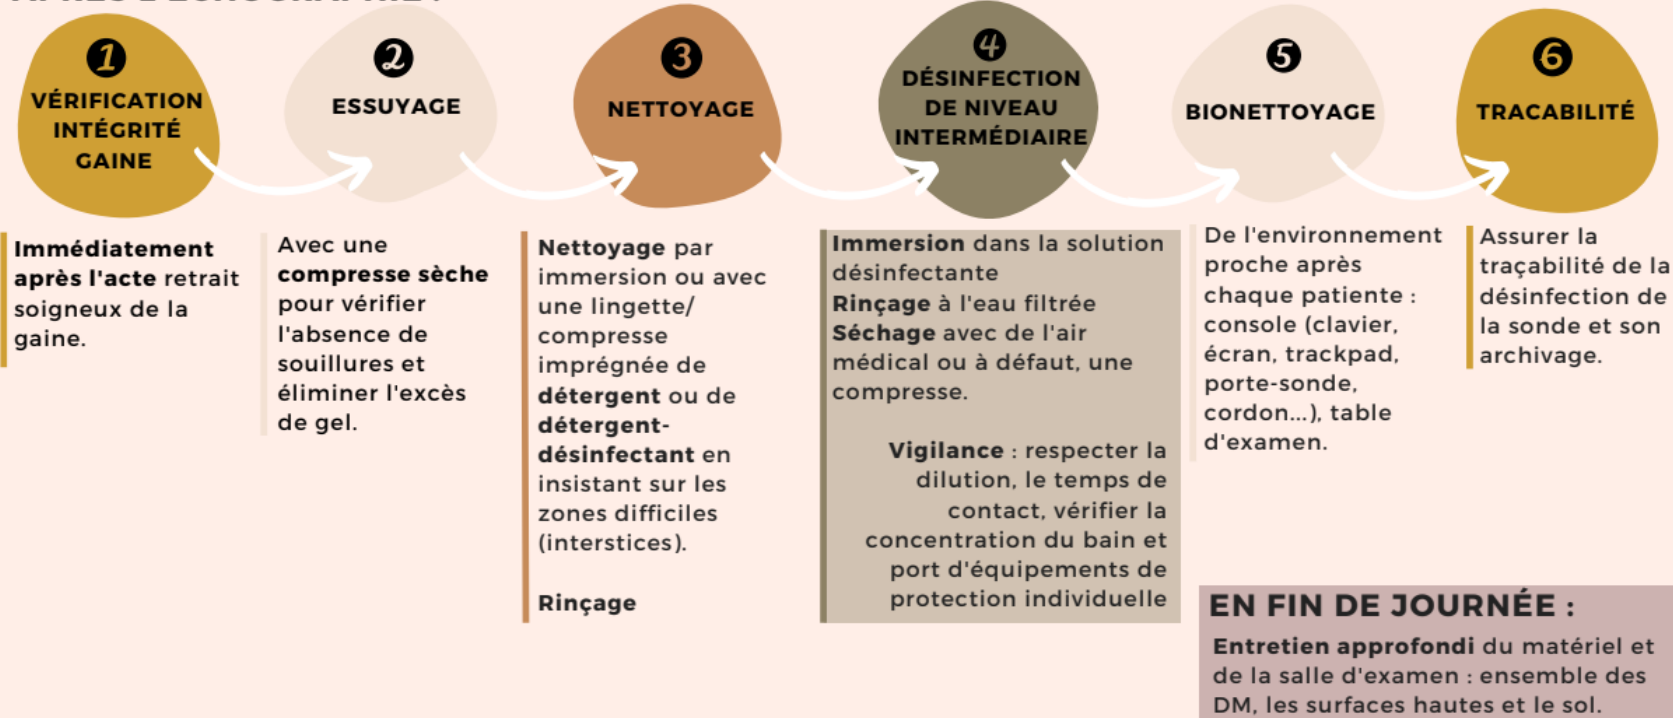 1
VÉRIFICATION
INTÉGRITÉ
GAINE
Immédiatement
après l'acte retrait
soigneux de la
gaine.
2
ESSUYAGE
Avec une
compresse sèche
pour vérifier
l'absence de
souillures et
éliminer l'excès
de gel.
3
NETTOYAGE
Nettoyage par
immersion ou avec
une lingette/
compresse
imprégnée de
détergent ou de
détergent-
désinfectant en
insistant sur les
zones difficiles
(interstices).
Rinçage
4
DÉSINFECTION
DE NIVEAU
INTERMÉDIAIRE
Immersion dans la solution
désinfectante
Rinçage à l'eau filtrée
Séchage avec de l'air
médical ou à défaut, une
compresse.
Vigilance : respecter la
dilution, le temps de
contact, vérifier la
concentration du bain et
port d'équipements de
protection individuelle
5
BIONETTOYAGE
De l'environnement
proche après
chaque patiente :
console (clavier,
écran, trackpad,
porte-sonde,
cordon...), table
d'examen.
6
TRACABILITÉ
Assurer la
traçabilité de la
désinfection de
la sonde et son
archivage.
EN FIN DE JOURNÉE :
Entretien approfondi du matériel et
de la salle d'examen : ensemble des
DM, les surfaces hautes et le sol.